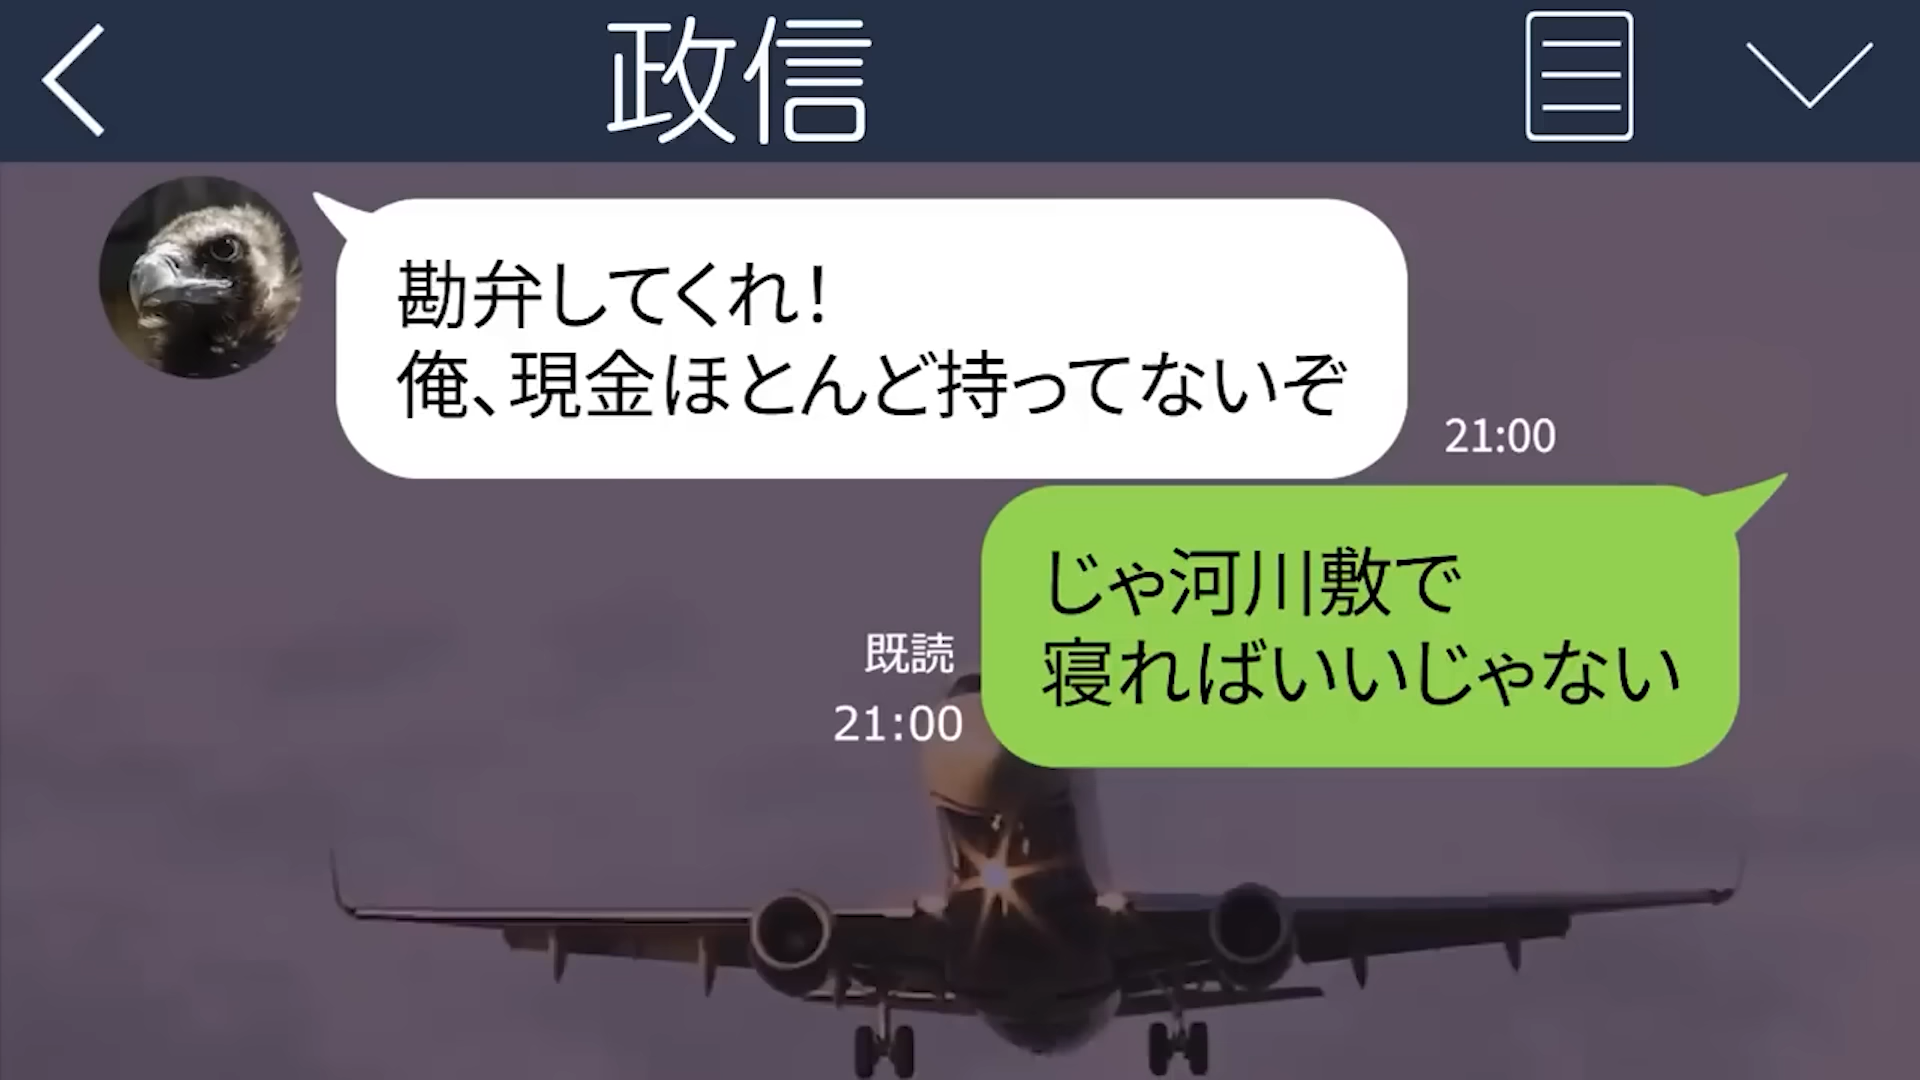 政信
勘弁してくれ！
俺、現金ほとんど持ってないぞ
21:00
じゃ河川敷で
寝ればいいじゃない
既読
21:00